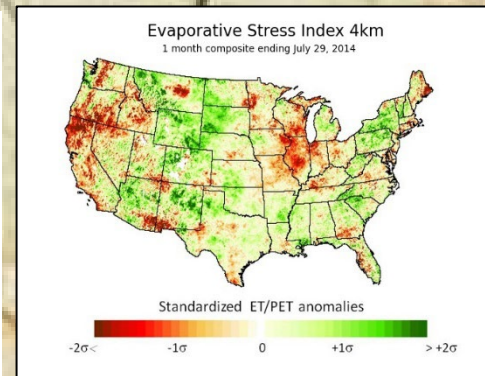 Evaporative Stress Index 4km
1 month composite ending July 29, 2014
Standardized ET/PET anomalies
-2σ< -1σ 0 +1σ > +2σ